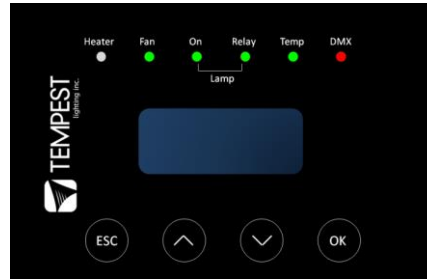 Heater Fan On Relay Temp DMX
Lamp
TEMPEST
lighting inc.
ESC OK